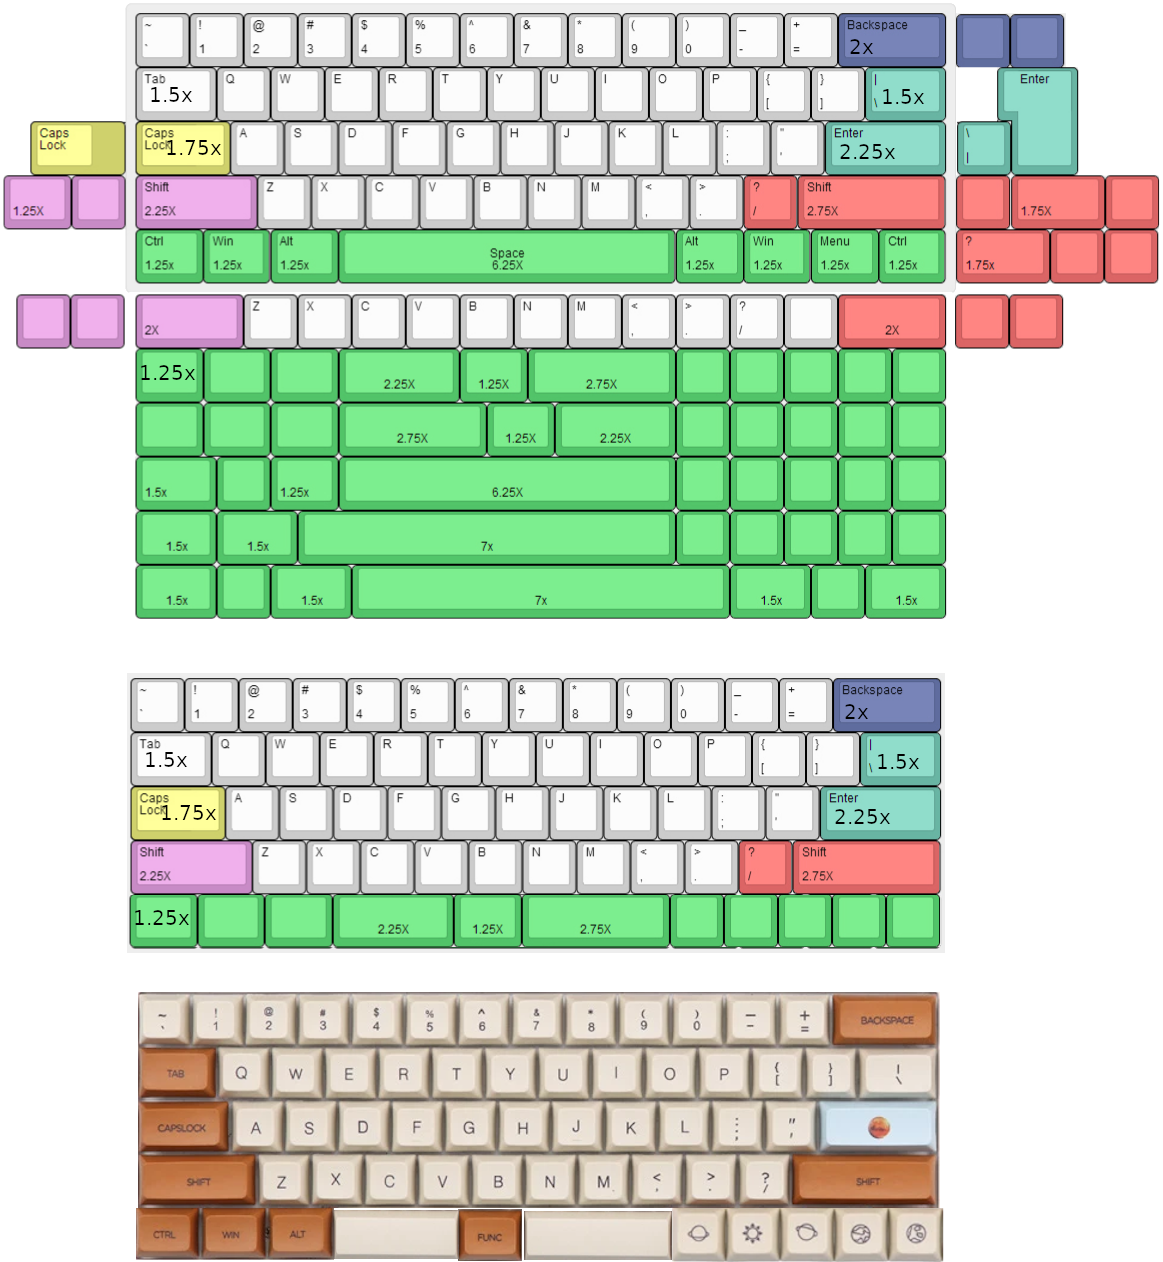 ~ ! @ # $ % ^ & * ( ) _ + Backspace
` 1 2 3 4 5 6 7 8 9 0 - = 2x
Tab Q W E R T Y U I O P { } | Enter
1.5x [ ] \ 1.5x
Caps Lock Caps Lock A S D F G H J K L : " Enter \
1.75x ; ' 2.25x |
Shift Z X C V B N M < > ? Shift
1.25X 2.25X , . / 2.75X 1.75X
Ctrl Win Alt Space Alt Win Menu Ctrl ?
1.25x 1.25x 1.25x 6.25X 1.25x 1.25x 1.25x 1.25x 1.75x
Z X C V B N M < > ?
2X , . / 2X
1.25x 2.25X 1.25X 2.75X
2.75X 1.25X 2.25X
1.5x 1.25x 6.25X
1.5x 1.5x 7x
1.5x 1.5x 7x 1.5x 1.5x
~ ! @ # $ % ^ & * ( ) _ + Backspace
` 1 2 3 4 5 6 7 8 9 0 - = 2x
Tab Q W E R T Y U I O P { } |
1.5x [ ] \ 1.5x
Caps Lock A S D F G H J K L : " Enter
1.75x ; ' 2.25x
Shift Z X C V B N M < > ? Shift
2.25X , . / 2.75X
1.25x 2.25X 1.25X 2.75X
~ ! @ # $ % ^ & * ( ) _ + BACKSPACE
` 1 2 3 4 5 6 7 8 9 0 - =
TAB Q W E R T Y U I O P { } |
[ ] \
CAPSLOCK A S D F G H J K L : "
; ,
SHIFT Z X C V B N M < > ? SHIFT
, . /
CTRL WIN ALT FUNC